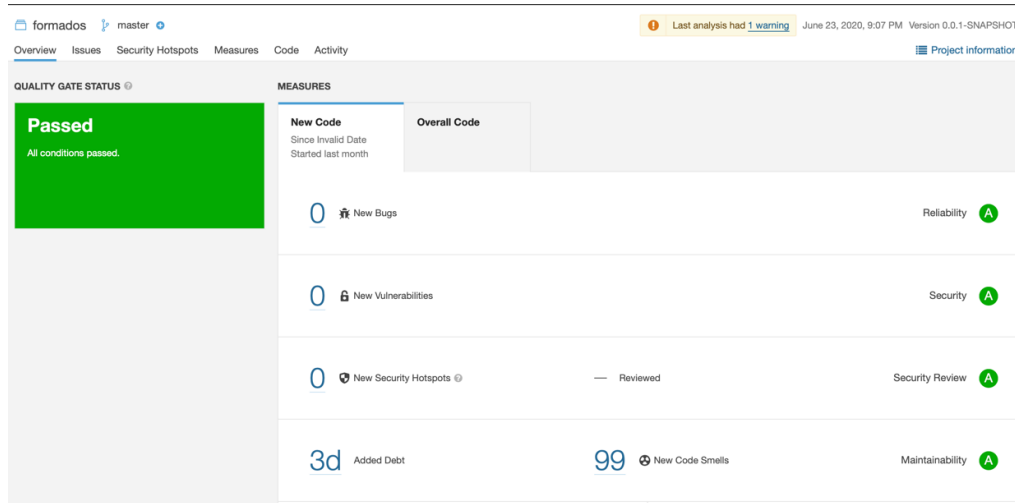 formados master
Last analysis had 1 warning June 23, 2020, 9:07 PM Version 0.0.1-SNAPSHOT
Overview Issues Security Hotspots Measures Code Activity
Project information
QUALITY GATE STATUS
MEASURES
Passed
All conditions passed.
New Code
Since Invalid Date
Started last month
Overall Code
0 New Bugs
Reliability A
0 New Vulnerabilities
Security A
0 New Security Hotspots
— Reviewed
Security Review A
3d Added Debt
99 New Code Smells
Maintainability A